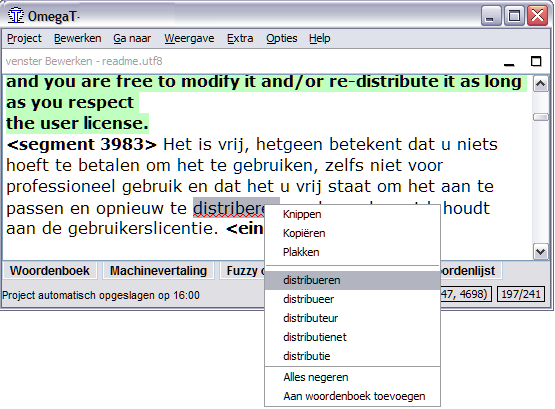 OmegaT-
Project Bewerken Ga naar Weergave Extra Opties Help
venster Bewerken - readme.utf8
and you are free to modify it and/or re-distribute it as long
as you respect
the user license.
<segment 3983> Het is vrij, hetgeen betekent dat u niets
hoeft te betalen om het te gebruiken, zelfs niet voor
professioneel gebruik en dat het u vrij staat om het aan te
passen en opnieuw te distribere
houdt
aan de gebruikerslicentie. <ein
Knippen
Kopiëren
Plakken
distribueren
distribueer
distributeur
distributienet
distributie
Alles negeren
Aan woordenboek toevoegen
Woordenboek Machinevertaling Fuzzy ordenlijst
Project automatisch opgeslagen op 16:00 47, 4698) 197/241